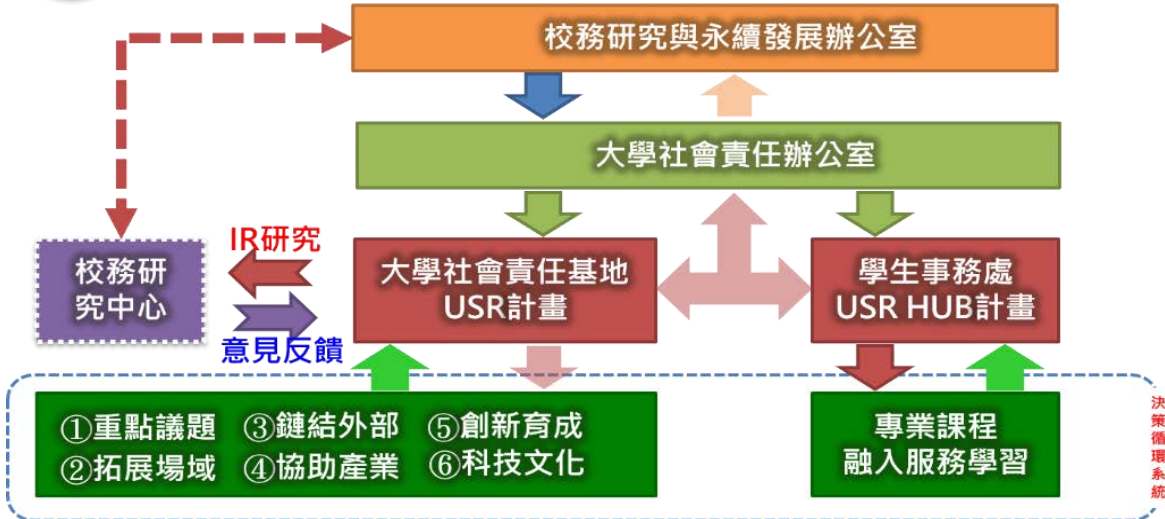 校務研究與永續發展辦公室
大學社會責任辦公室
校務研
究中心
IR研究
意見反饋
大學社會責任基地
USR計畫
學生事務處
USR HUB計畫
①重點議題 ③鏈結外部 ⑤創新育成
②拓展場域 ④協助產業 ⑥科技文化
專業課程
融入服務學習
決策循環系統